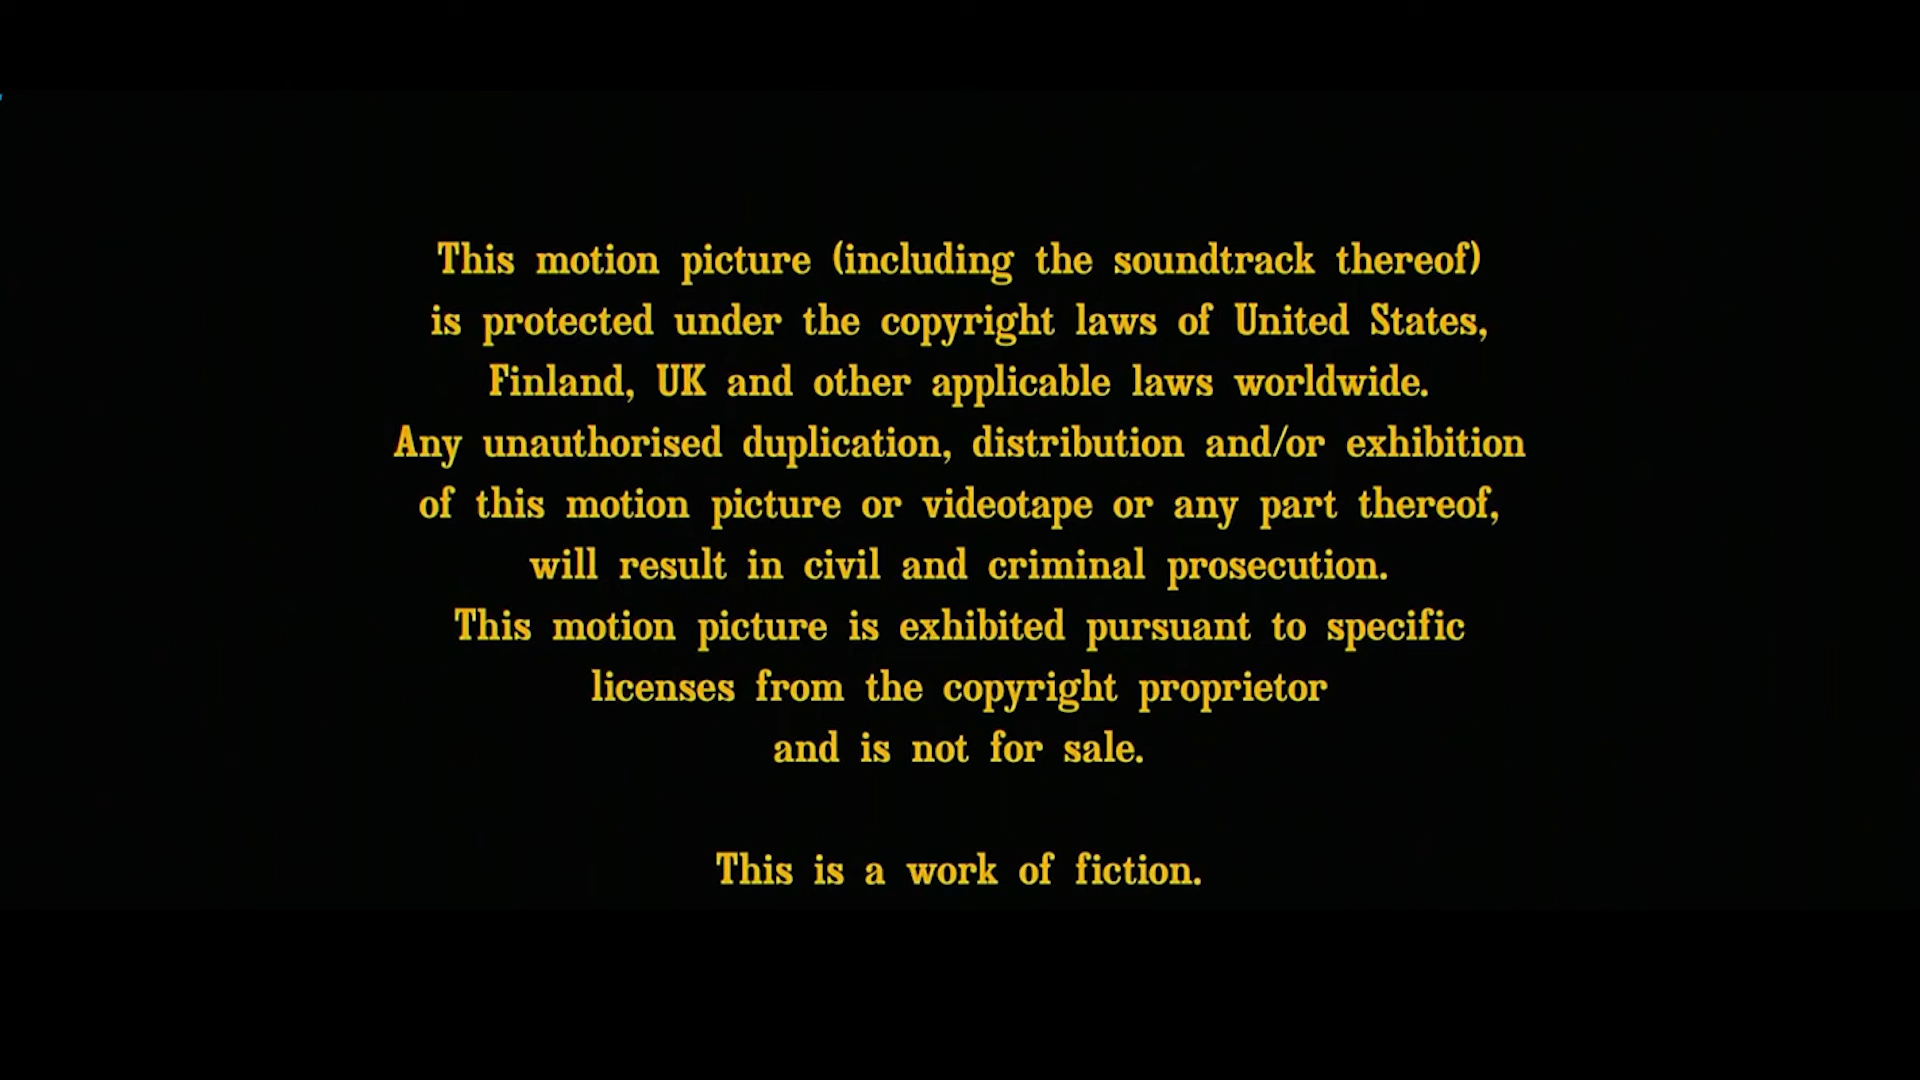 This motion picture (including the soundtrack thereof)
is protected under the copyright laws of United States,
Finland, UK and other applicable laws worldwide.
Any unauthorised duplication, distribution and/or exhibition
of this motion picture or videotape or any part thereof,
will result in civil and criminal prosecution.
This motion picture is exhibited pursuant to specific
licenses from the copyright proprietor
and is not for sale.
This is a work of fiction.